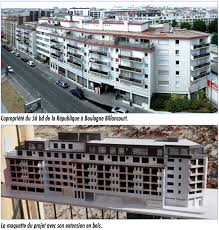 Copropriété du 56 bd de la République à Boulogne Billancourt.
La maquette du projet avec son extension en bois.